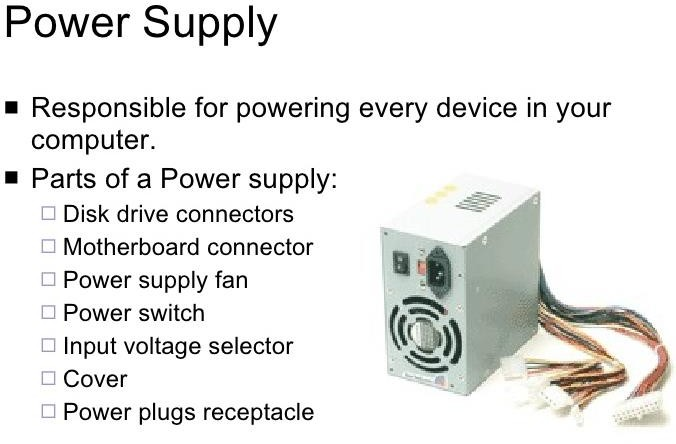 Power Supply
■ Responsible for powering every device in your
computer.
■ Parts of a Power supply:
□ Disk drive connectors
□ Motherboard connector
□ Power supply fan
□ Power switch
□ Input voltage selector
□ Cover
□ Power plugs receptacle